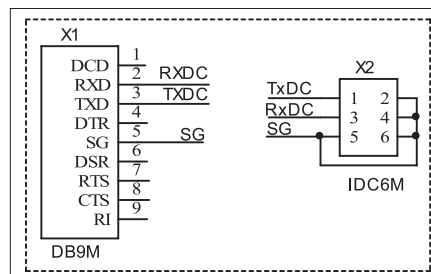 X1
DCD 1
RXD 2 RXDC
TXD 3 TXDC
DTR 4
SG 5 SG
DSR 6
RTS 7
CTS 8
RI 9
DB9M
X2
TxDC 1 2
RxDC 3 4
SG 5 6
IDC6M